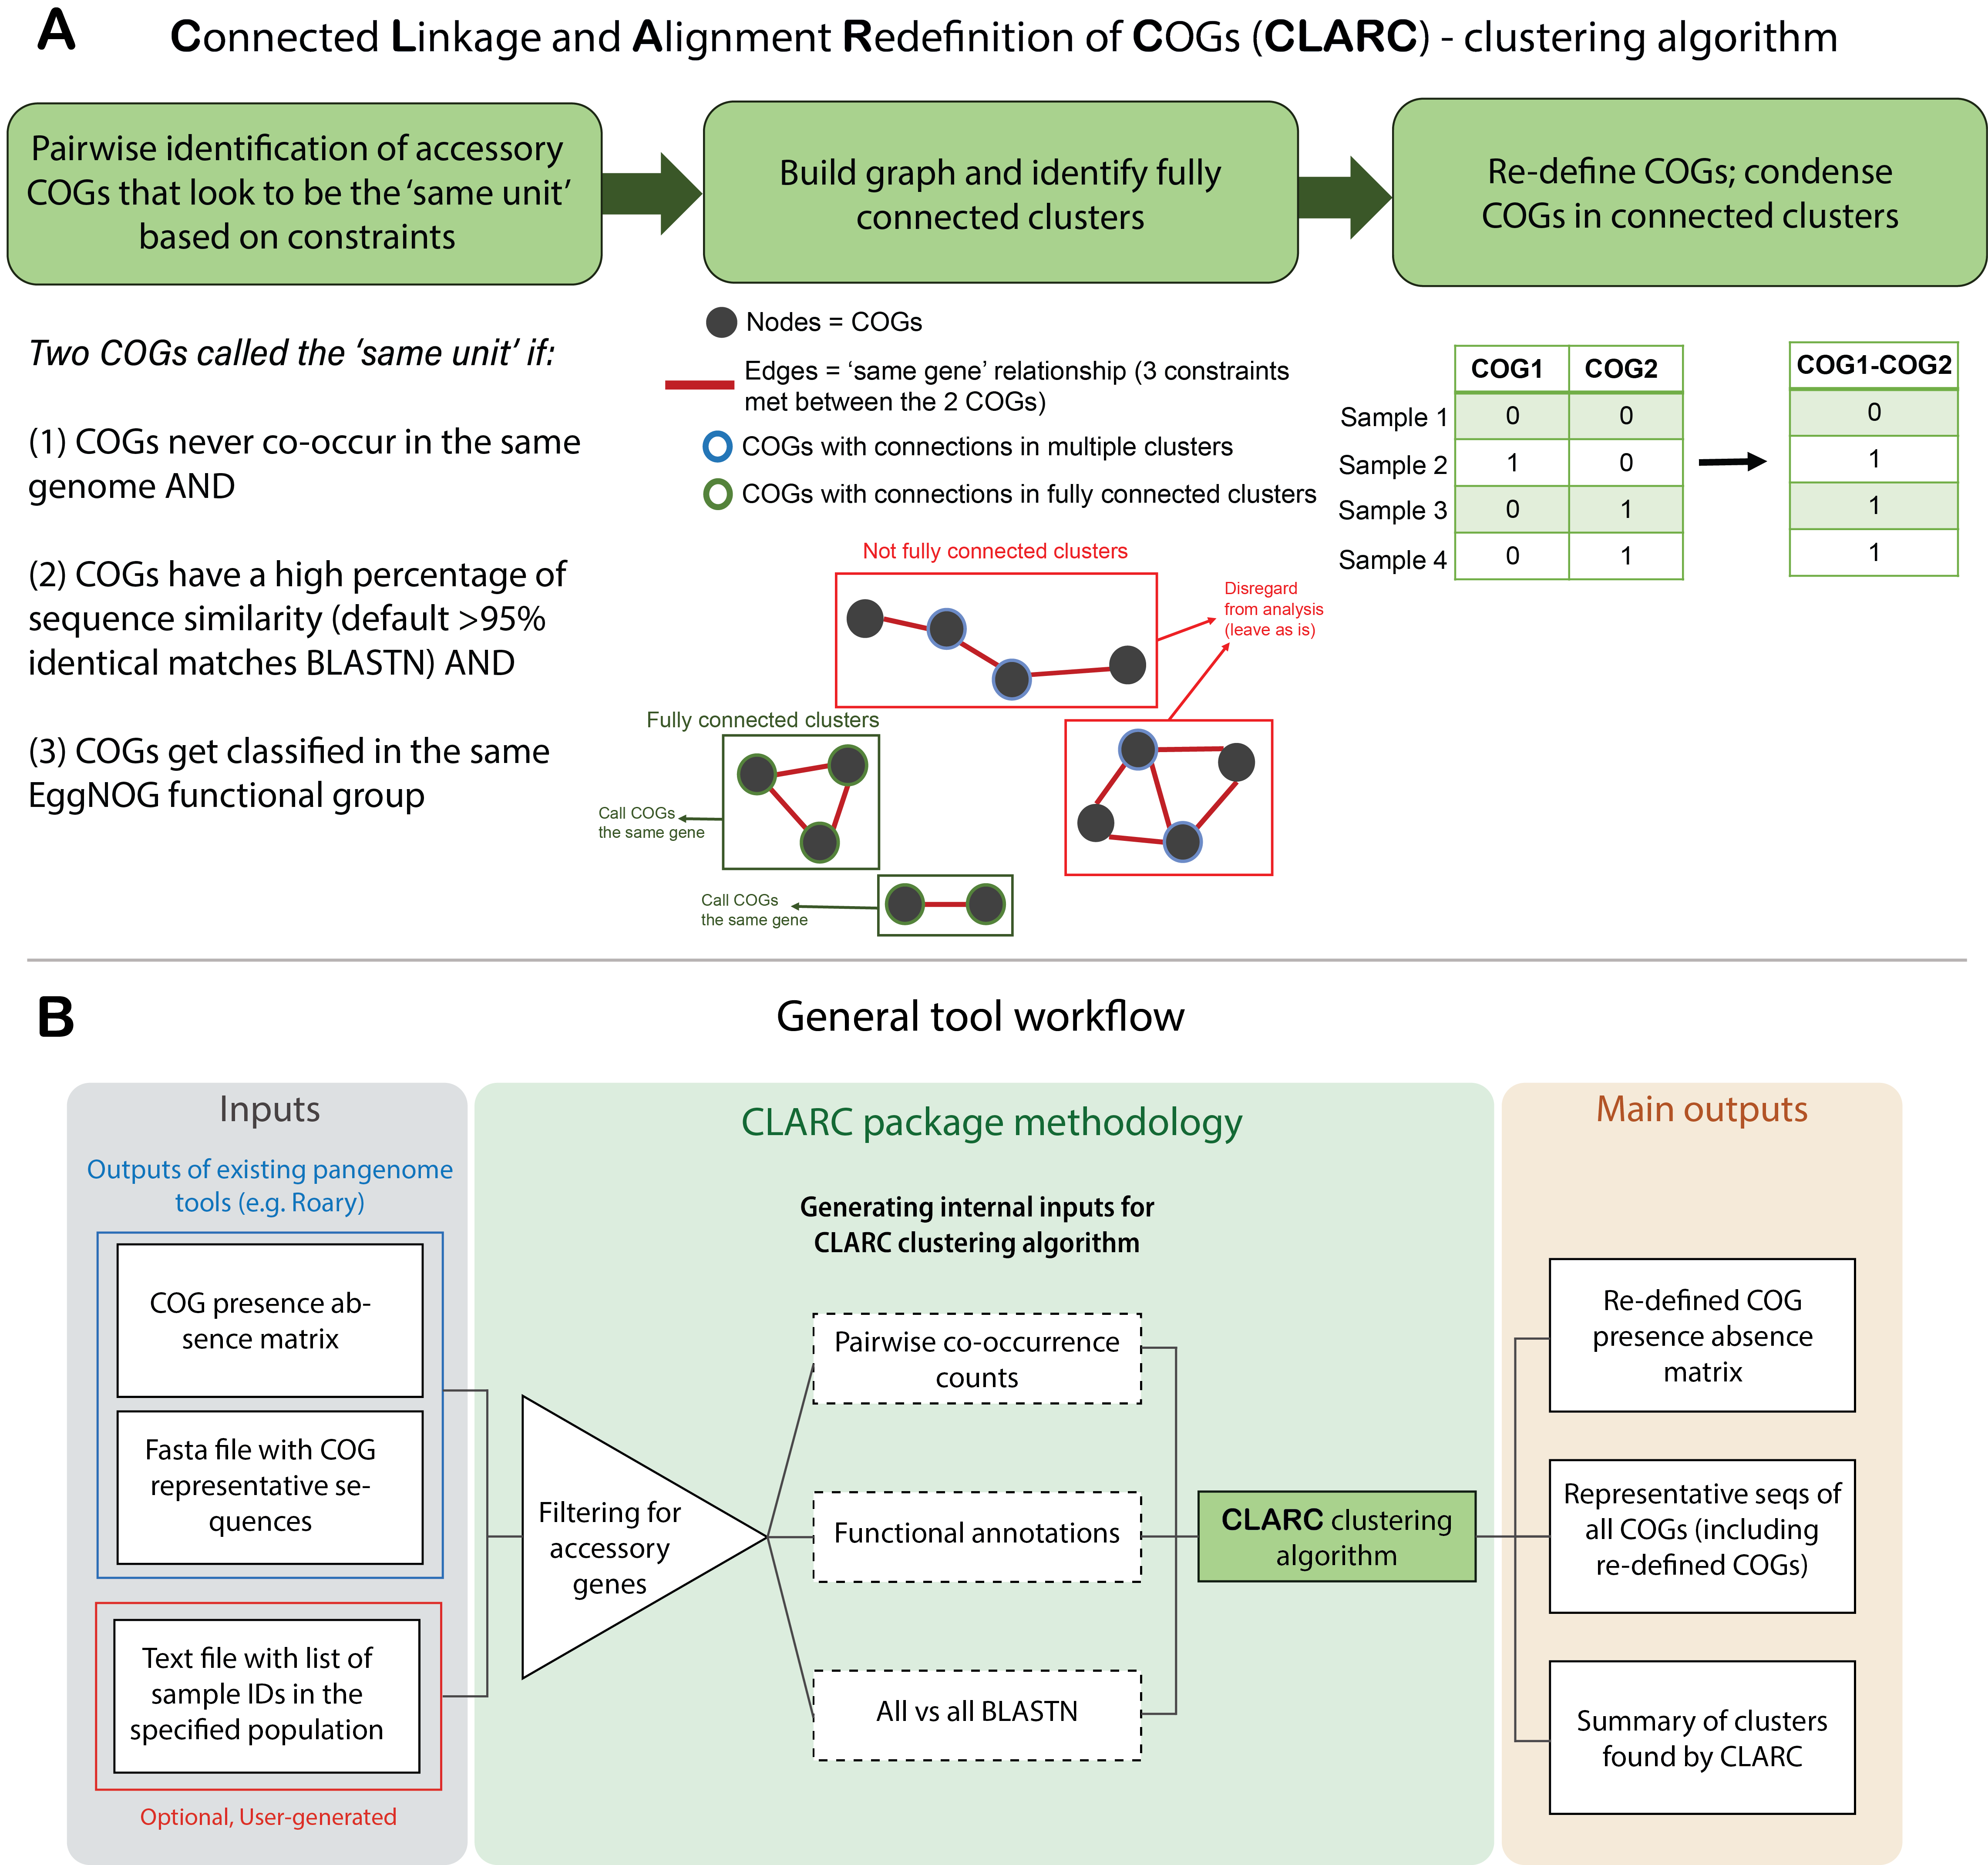 A
Connected Linkage and Alignment Redefinition of COGs (CLARC) - clustering algorithm
Pairwise identification of accessory
COGs that look to be the ‘same unit’
based on constraints
Build graph and identify fully
connected clusters
Re-define COGs; condense
COGs in connected clusters
Two COGs called the ‘same unit’ if:
(1) COGs never co-occur in the same
genome AND
(2) COGs have a high percentage of
sequence similarity (default >95%
identical matches BLASTN) AND
(3) COGs get classified in the same
EggNOG functional group
Nodes = COGs
Edges = ‘same gene’ relationship (3 constraints
met between the 2 COGs)
COGs with connections in multiple clusters
COGs with connections in fully connected clusters
Not fully connected clusters
Disregard
from analysis
(leave as is)
Fully connected clusters
Call COGs
the same gene
Call COGs
the same gene
COG1 COG2
Sample 1 0 0
Sample 2 1 0
Sample 3 0 1
Sample 4 0 1
COG1-COG2
0
1
1
1
B
General tool workflow
Inputs
Outputs of existing pangenome
tools (e.g. Roary)
COG presence ab-
sence matrix
Fasta file with COG
representative se-
quences
Text file with list of
sample IDs in the
specified population
Optional, User-generated
CLARC package methodology
Generating internal inputs for
CLARC clustering algorithm
Filtering for
accessory
genes
Pairwise co-occurrence
counts
Functional annotations
All vs all BLASTN
CLARC clustering
algorithm
Main outputs
Re-defined COG
presence absence
matrix
Representative seqs of
all COGs (including
re-defined COGs)
Summary of clusters
found by CLARC